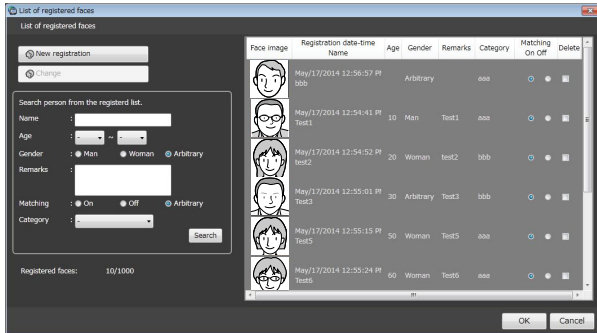 List of registered faces
List of registered faces
New registration
Change
Search person from the registerd list.
Name :
Age : - ~ -
Gender : Man Woman Arbitrary
Remarks :
Matching : On Off Arbitrary
Category : -
Search
Registered faces: 10/1000
Face image Registration date-time Name Age Gender Remarks Category Matching On Off Delete
May/17/2014 12:56:57 PM
bbb Arbitrary aaa
May/17/2014 12:54:41 PM
Test1 10 Man Test1 aaa
May/17/2014 12:54:52 PM
test2 20 Woman test2 bbb
May/17/2014 12:55:01 PM
Test3 30 Arbitrary Test3 bbb
May/17/2014 12:55:15 PM
Test5 50 Woman Test5 aaa
May/17/2014 12:55:24 PM
Test6 60 Woman Test6 aaa
OK Cancel